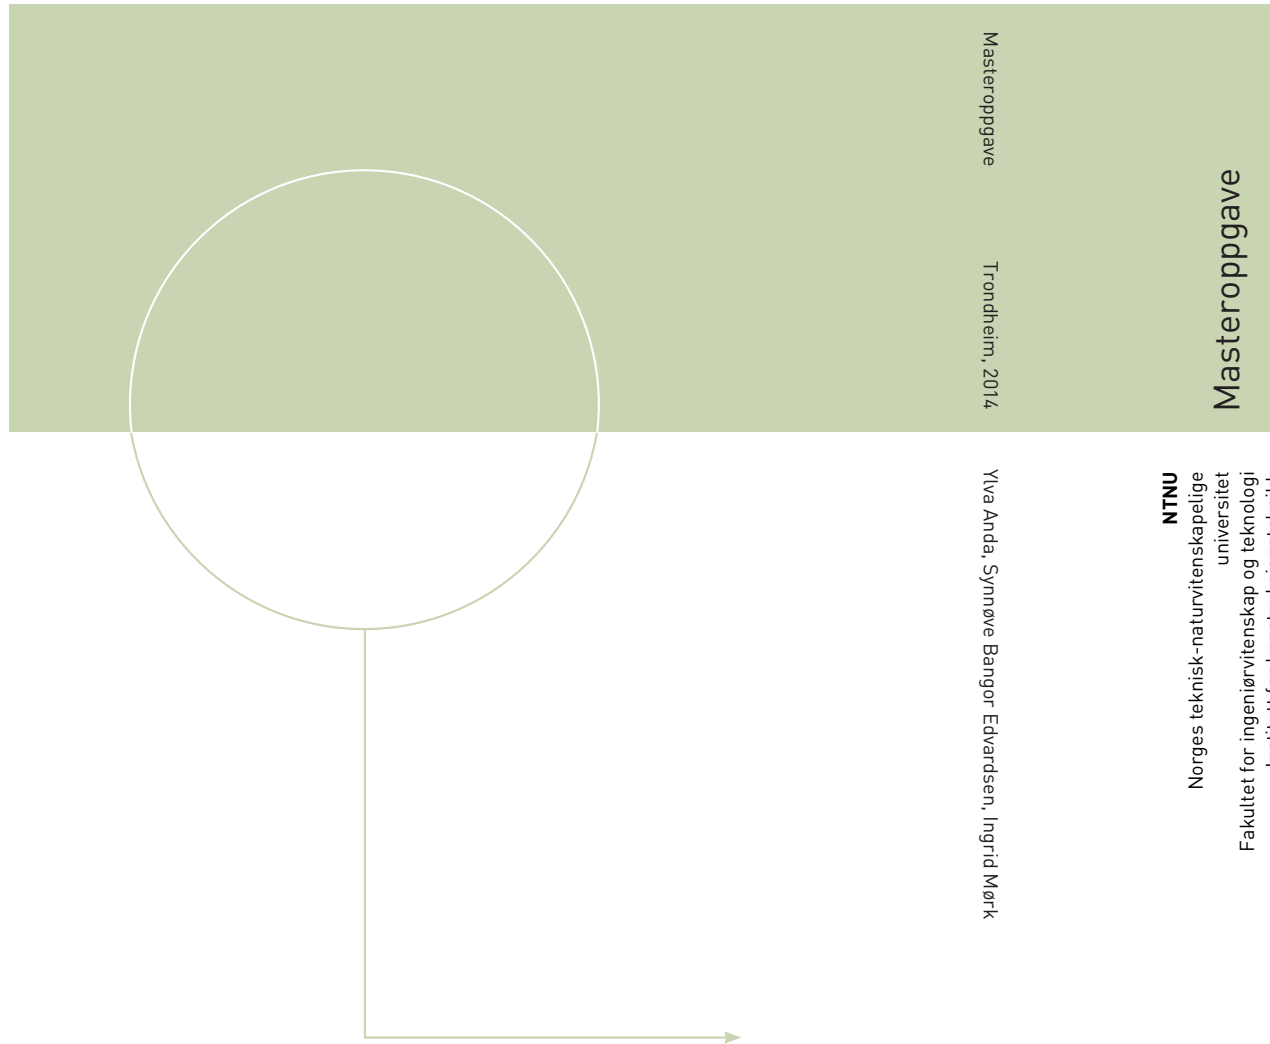 Masteroppgave
Trondheim, 2014
Ylva Anda, Synnøve Bangor Edvardsen, Ingrid Mørk
Masteroppgave
NTNU
Norges teknisk-naturvitenskapelige
universitet
Fakultet for ingeniørvitenskap og teknologi